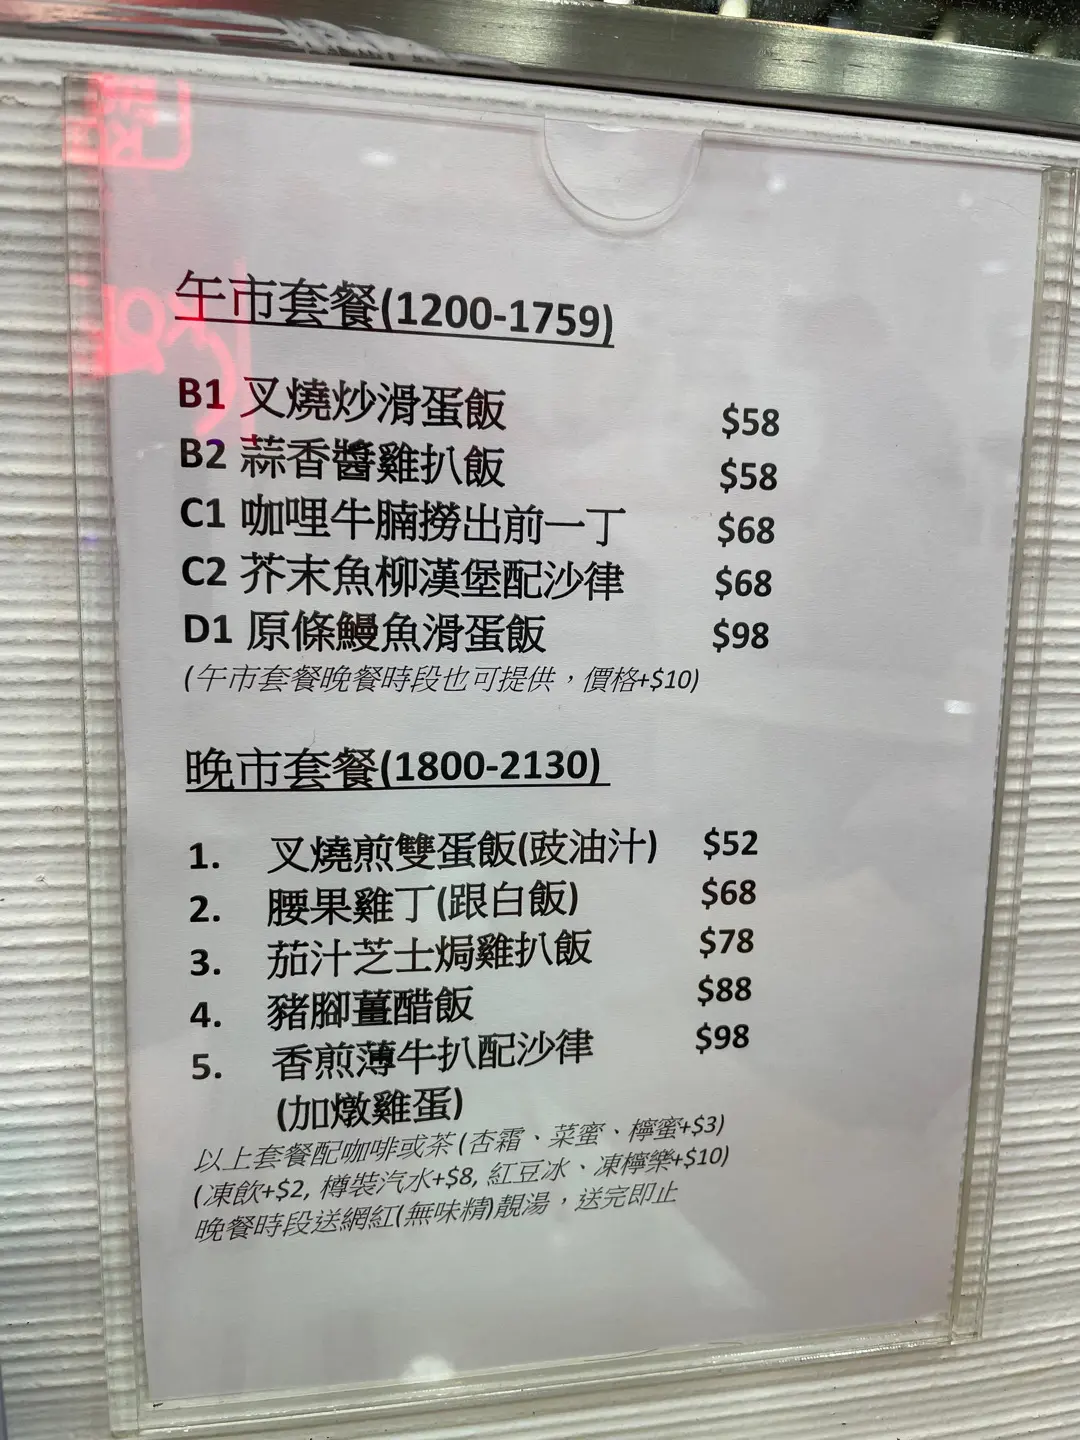 午市套餐(1200-1759)
B1 叉燒炒滑蛋飯 $58
B2 蒜香醬雞扒飯 $58
C1 咖哩牛腩撈出前一丁 $68
C2 芥末魚柳漢堡配沙律 $68
D1 原條鰻魚滑蛋飯 $98
(午市套餐晚餐時段也可提供，價格+$10)
晚市套餐(1800-2130)
1. 叉燒煎雙蛋飯(豉油汁) $52
2. 腰果雞丁(跟白飯) $68
3. 茄汁芝士焗雞扒飯 $78
4. 豬腳薑醋飯 $88
5. 香煎薄牛扒配沙律 $98
(加燉雞蛋)
以上套餐配咖啡或茶 (杏霜、菜蜜、檸蜜+$3)
(凍飲+$2, 樽裝汽水+$8, 紅豆冰、凍檸樂+$10)
晚餐時段送網紅(無味精)靚湯，送完即止